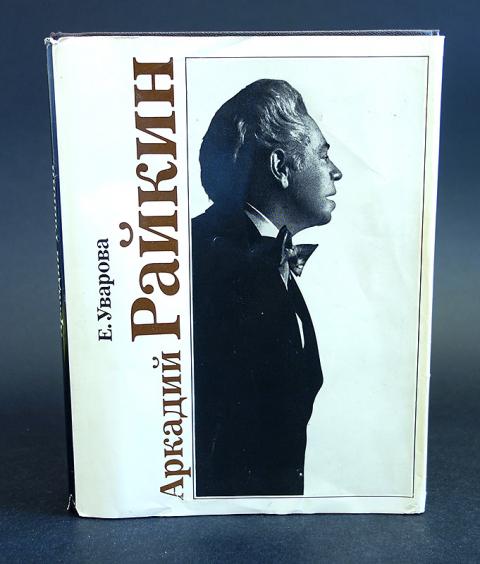 Е. Уварова
Аркадий Райкин